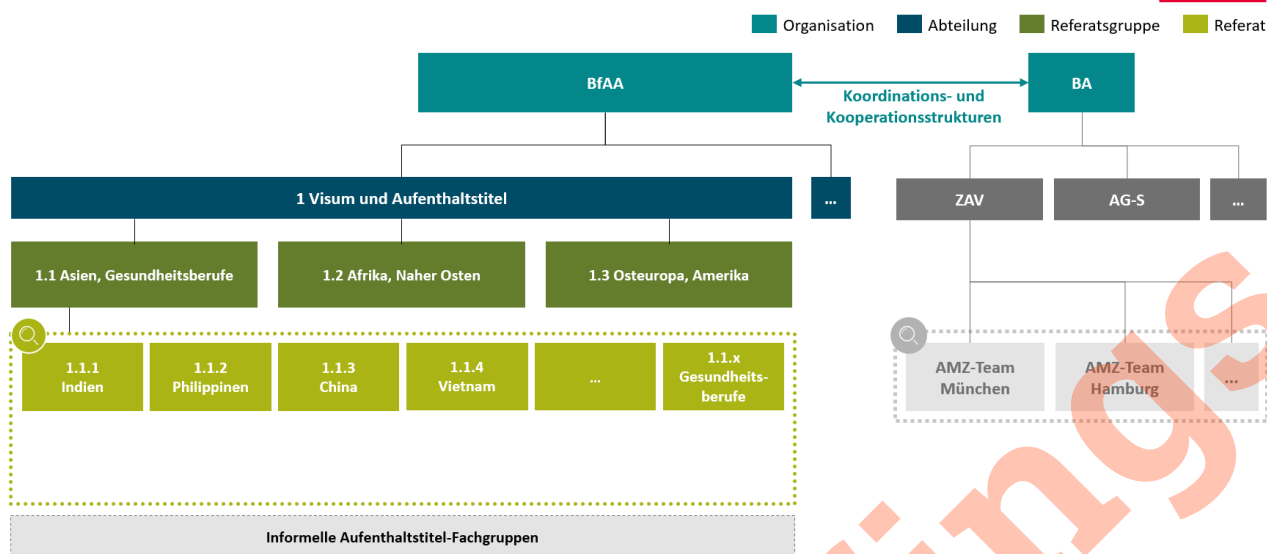 Organisation
Abteilung
Referatsgruppe
Referat
BfAA
BA
Koordinations- und
Kooperationsstrukturen
1 Visum und Aufenthaltstitel
...
ZAV
AG-S
...
1.1 Asien, Gesundheitsberufe
1.2 Afrika, Naher Osten
1.3 Osteuropa, Amerika
1.1.1
Indien
1.1.2
Philippinen
1.1.3
China
1.1.4
Vietnam
...
1.1.x
Gesundheits-
berufe
AMZ-Team
München
AMZ-Team
Hamburg
...
Informelle Aufenthaltstitel-Fachgruppen